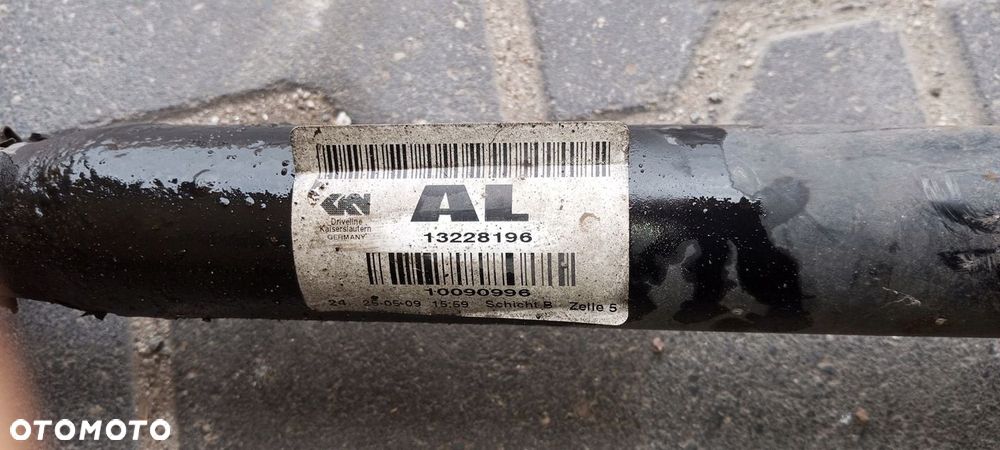 GKN
Driveline
Kaiserslautern
GERMANY
AL
13228196
10090996
24 25-05-09 15:59 Schicht B Zelle 5
OTOMOTO